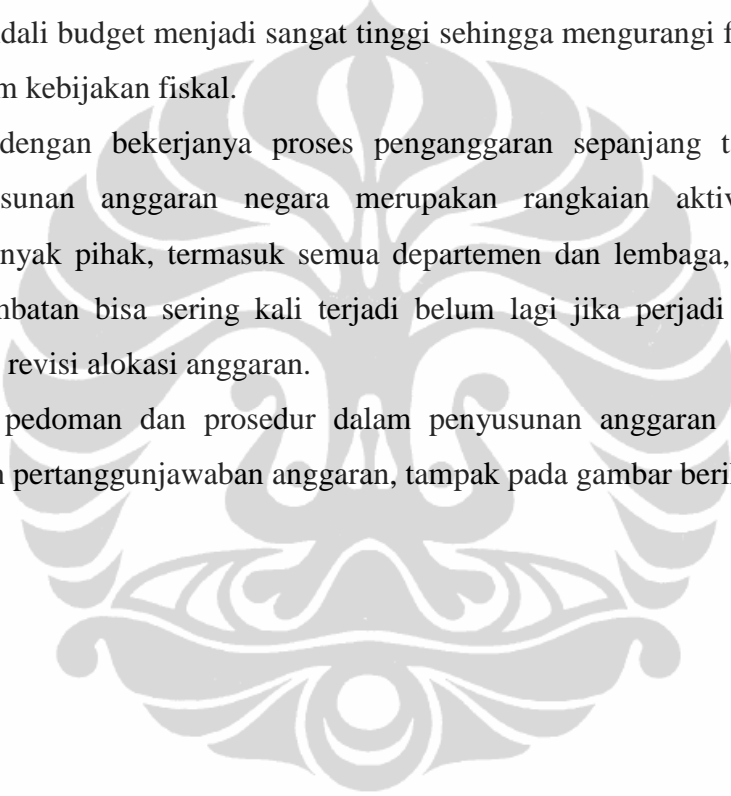 dali budget menjadi sangat tinggi sehingga mengurangi f
m kebijakan fiskal.
dengan bekerjanya proses penganggaran sepanjang t
sunan anggaran negara merupakan rangkaian aktiv
nyak pihak, termasuk semua departemen dan lembaga,
mbatan bisa sering kali terjadi belum lagi jika perjadi
revisi alokasi anggaran.
pedoman dan prosedur dalam penyusunan anggaran
n pertanggunjawaban anggaran, tampak pada gambar beri